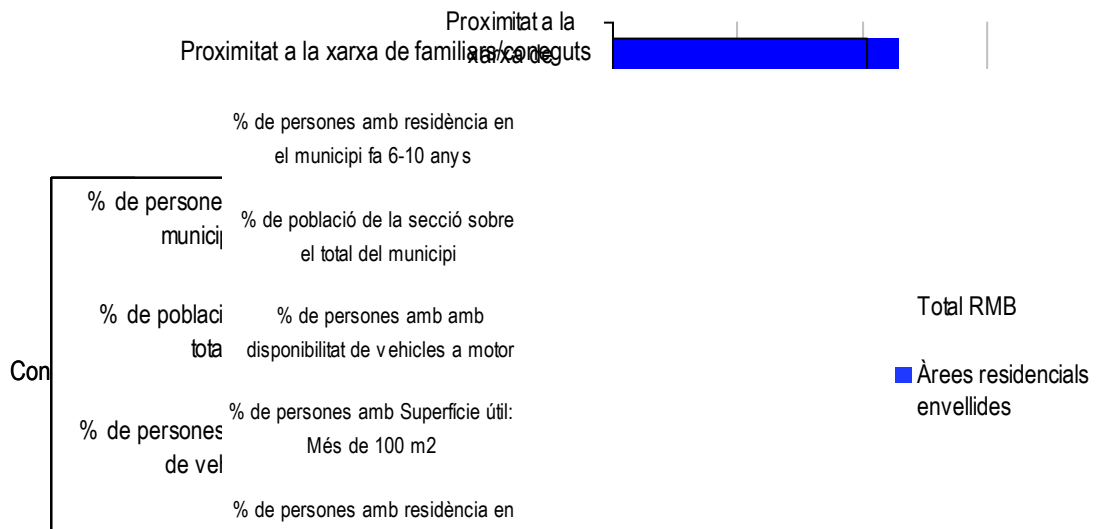 Proximitat a la
xarxa de
Proximitat a la xarxa de familiars/coneguts
% de persones amb residència en
el municipi fa 6-10 anys
% de persone
municip
% de població de la secció sobre
el total del municipi
% de poblaci
tota
% de persones amb amb
disponibilitat de vehicles a motor
Total RMB
Con
Àrees residencials
envellides
% de persones amb Superfície útil:
Més de 100 m2
% de persones
de vel
% de persones amb residència en